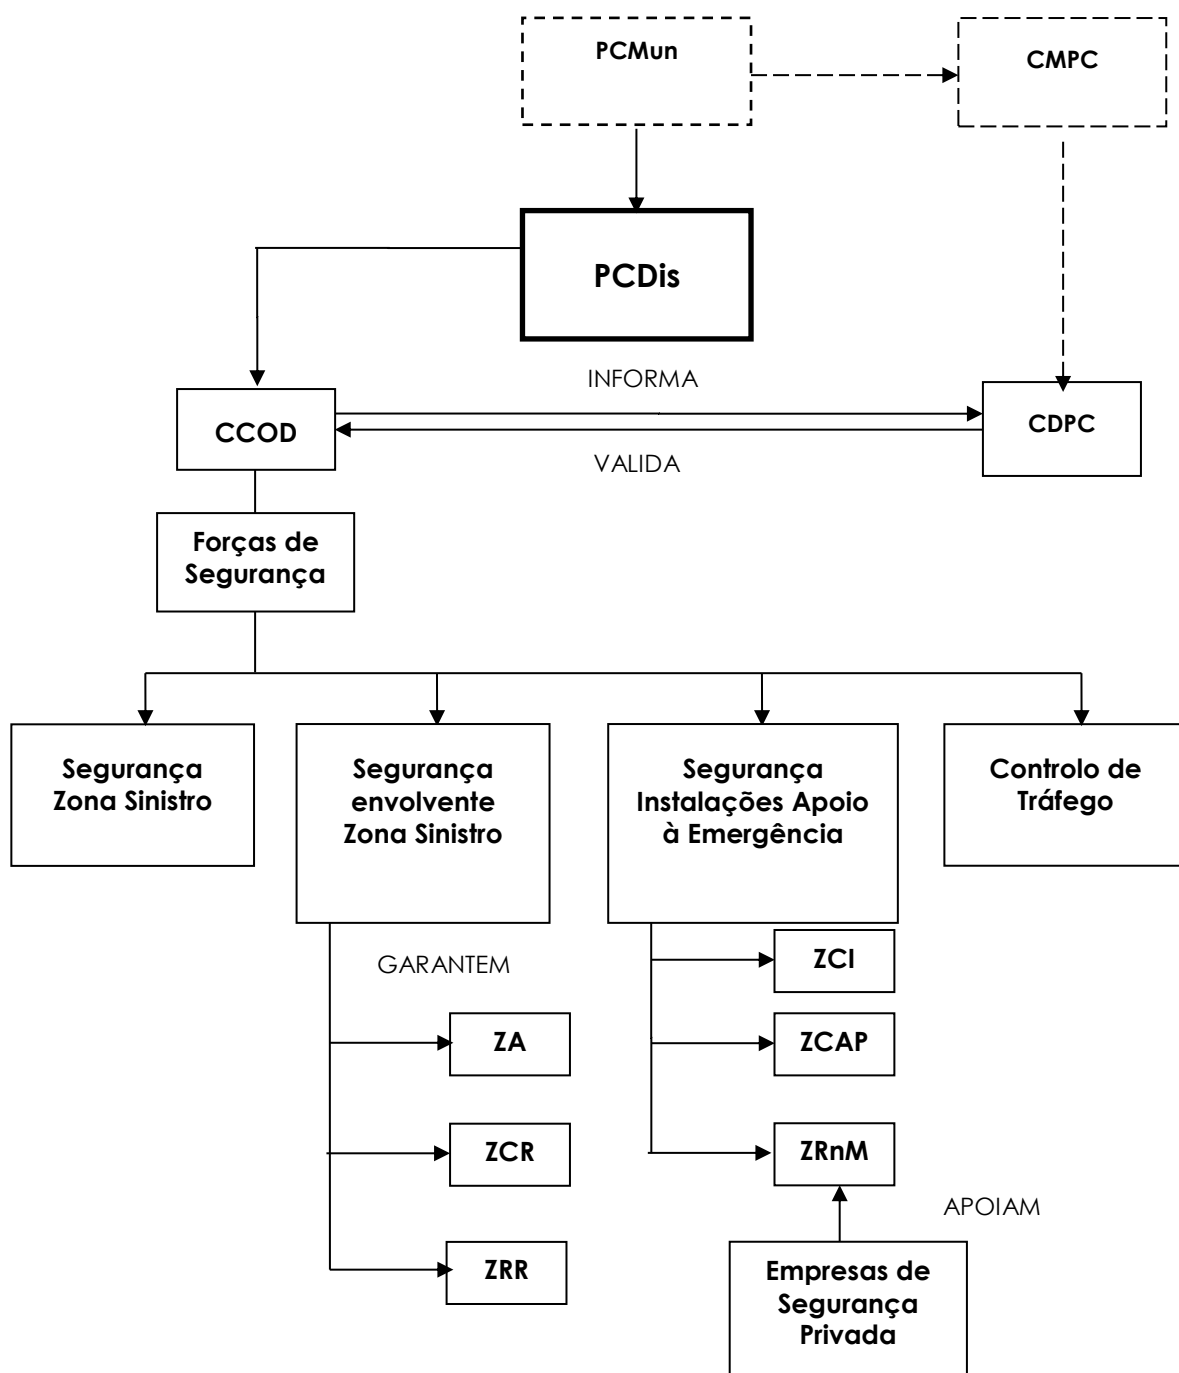 PCMun
CMPC
PCDis
INFORMA
CCOD
CDPC
VALIDA
Forças de
Segurança
Segurança
Zona Sinistro
Segurança
envolvente
Zona Sinistro
Segurança
Instalações Apoio
à Emergência
Controlo de
Tráfego
GARANTEM
ZCI
ZA
ZCAP
ZCR
ZRnM
APOIAM
ZRR
Empresas de
Segurança
Privada